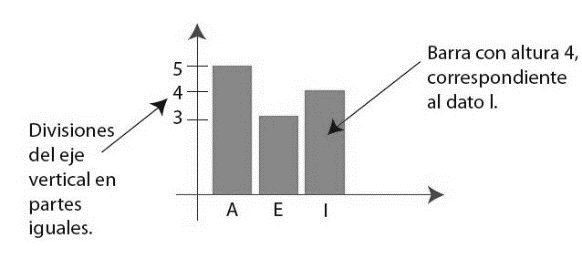 Barra con altura 4,
correspondiente
al dato I.
5
4
3
Divisiones
del eje
vertical en
partes
iguales.
A E I